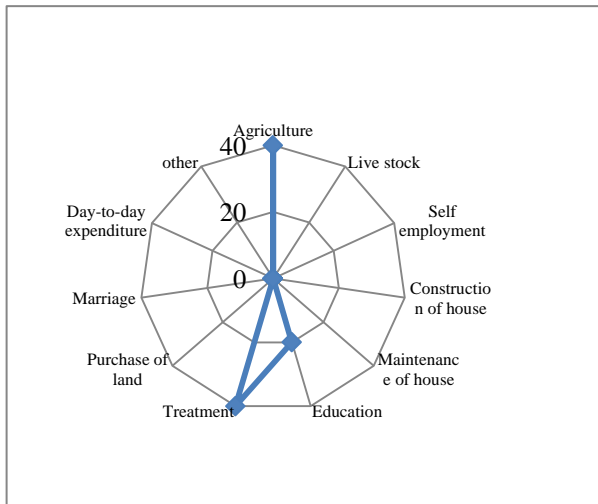 Agriculture
40
other
Live stock
20
Day-to-day
expenditure
Self
employment
0
Marriage
Constructio
n of house
Purchase of
land
Maintenanc
e of house
Treatment
Education